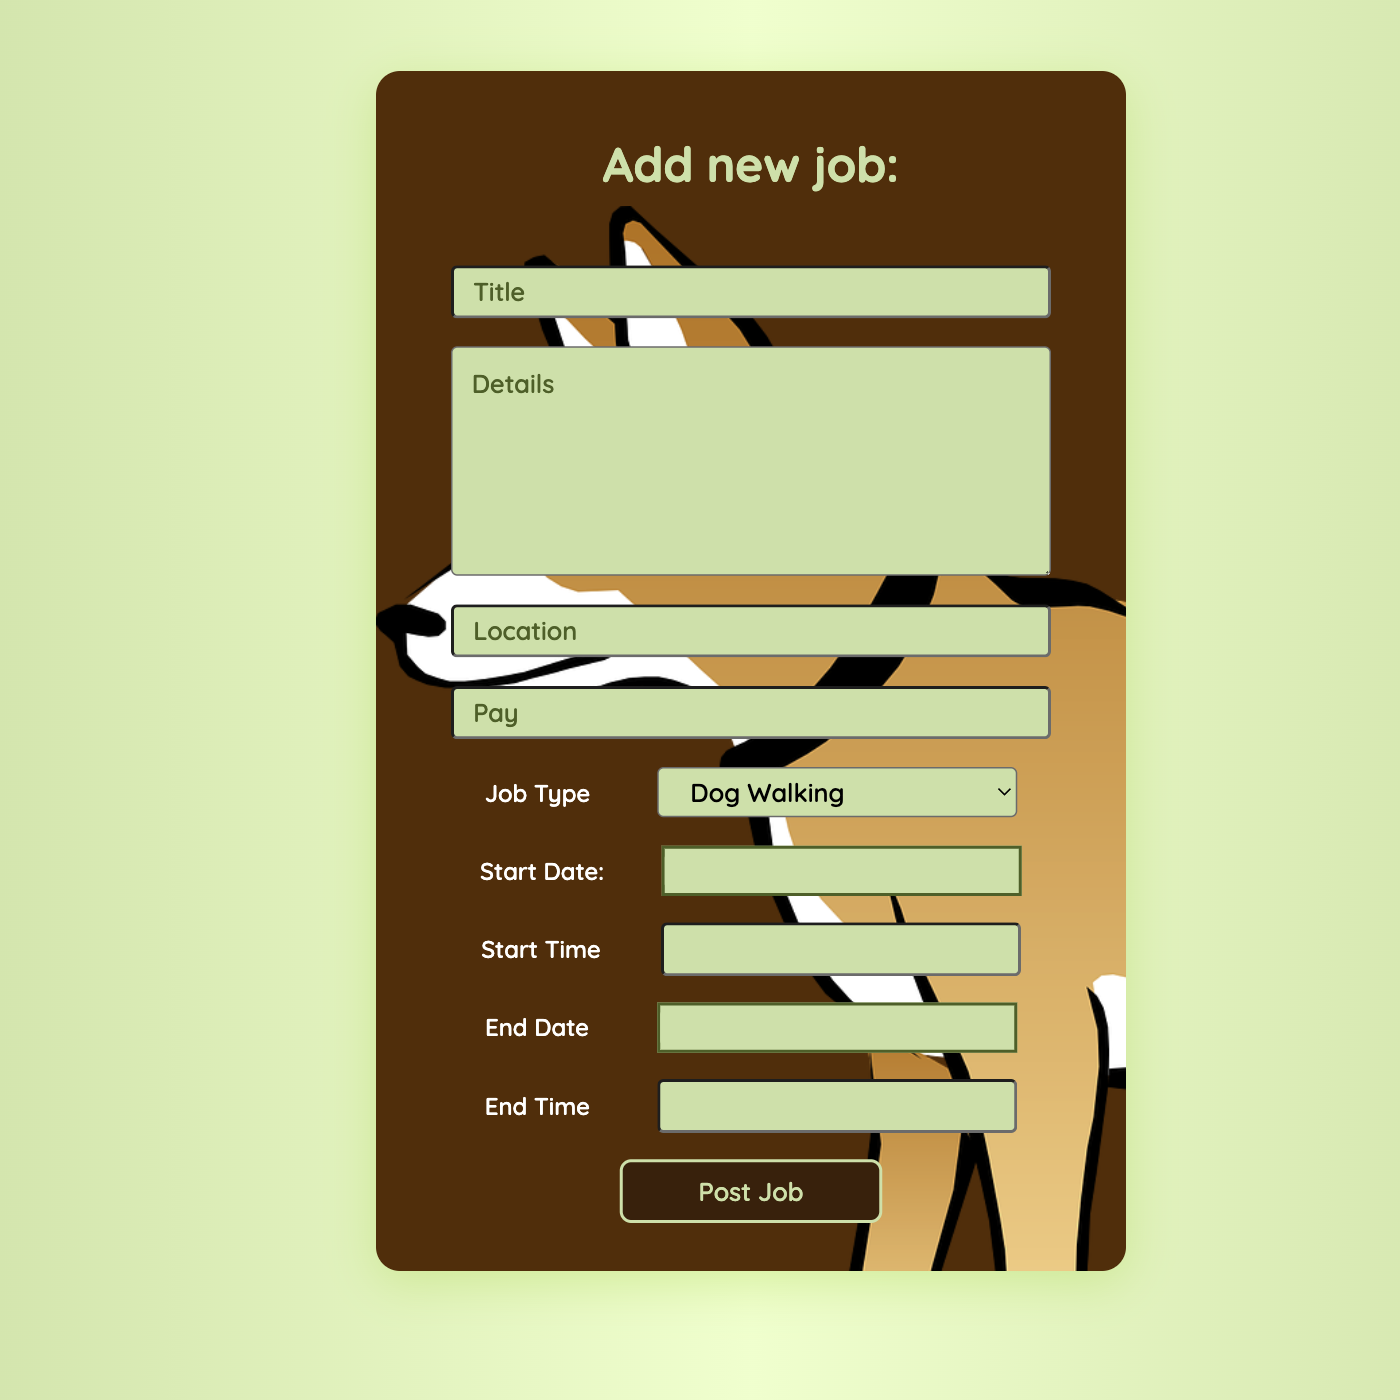 Add new job:
Title
Details
Location
Pay
Job Type
Dog Walking
Start Date:
Start Time
End Date
End Time
Post Job